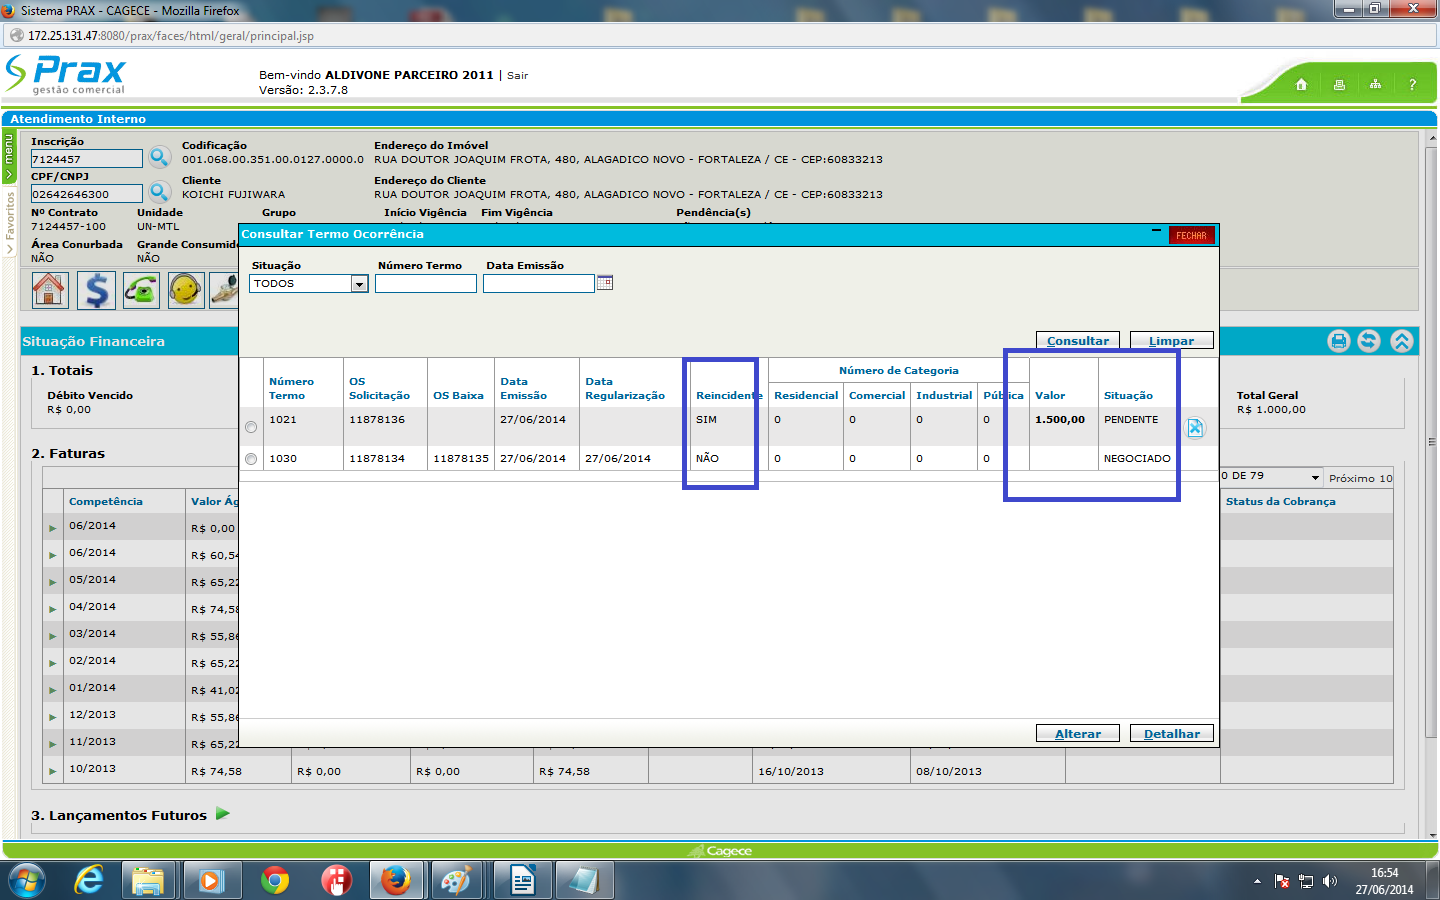 Sistema PRAX - CAGECE - Mozilla Firefox
172.25.131.47:8080/prax/faces/html/geral/principal.jsp
Prax
gestão comercial
Bem-vindo ALDIVONE PARCEIRO 2011 | Sair
Versão: 2.3.7.8
?
Atendimento Interno
menu
Favoritos
Inscrição
7124457
Codificação
001.068.00.351.00.0127.0000.0
Endereço do Imóvel
RUA DOUTOR JOAQUIM FROTA, 480, ALAGADICO NOVO - FORTALEZA / CE - CEP:60833213
CPF/CNPJ
02642646300
Cliente
KOICHI FUJIWARA
Endereço do Cliente
RUA DOUTOR JOAQUIM FROTA, 480, ALAGADICO NOVO - FORTALEZA / CE - CEP:60833213
Nº Contrato Unidade Grupo Início Vigência Fim Vigência Pendência(s)
7124457-100 UN-MTL
Área Conurbada Grande Consumido
NÃO NÃO
Consultar Termo Ocorrência
FECHAR
Situação Número Termo Data Emissão
TODOS
Consultar Limpar
Número Termo OS Solicitação OS Baixa Data Emissão Data Regularização Reincidente Número de Categoria Residencial Comercial Industrial Pública Valor Situação
1021 11878136 27/06/2014 SIM 0 0 0 0 1.500,00 PENDENTE
1030 11878134 11878135 27/06/2014 27/06/2014 NÃO 0 0 0 0 NEGOCIADO
Alterar Detalhar
Situação Financeira
1. Totais
Débito Vencido
R$ 0,00
Total Geral
R$ 1.000,00
2. Faturas
0 DE 79 Próximo 10
Competência Valor Ág Status da Cobrança
06/2014 R$ 0,00
06/2014 R$ 60,54
05/2014 R$ 65,22
04/2014 R$ 74,58
03/2014 R$ 55,86
02/2014 R$ 65,22
01/2014 R$ 41,02
12/2013 R$ 55,86
11/2013 R$ 65,22
10/2013 R$ 74,58 R$ 0,00 R$ 0,00 R$ 74,58 16/10/2013 08/10/2013
3. Lançamentos Futuros
Cagece
16:54
27/06/2014